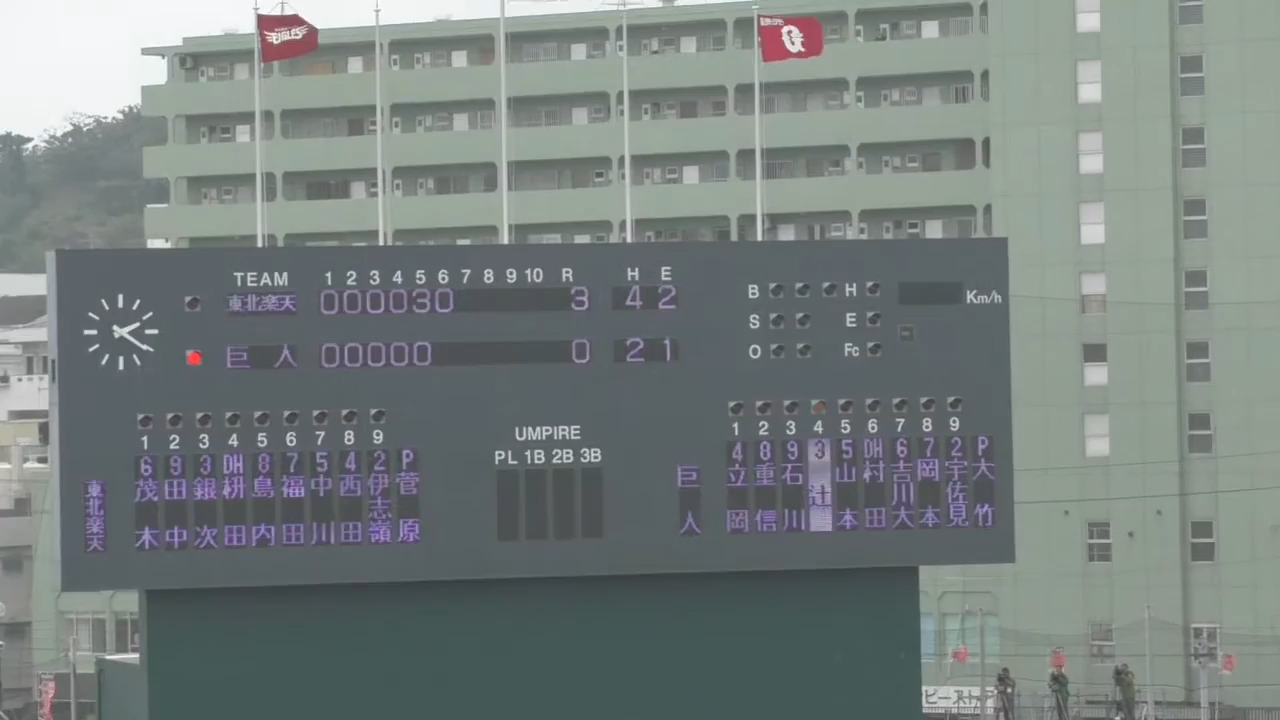 EAGLES
G
TEAM 1 2 3 4 5 6 7 8 9 10 R H E
東北楽天 000030 3 4 2
巨人 00000 0 2 1
B H Km/h
S E
O Fc
1 2 3 4 5 6 7 8 9
6 9 3 DH 8 7 5 4 2 P
東北楽天
茂木
田中
銀次
枡田
島内
福田
中川
西田
伊志嶺
菅原
UMPIRE
PL 1B 2B 3B
1 2 3 4 5 6 7 8 9
4 8 9 3 5 DH 6 7 2 P
巨人
立岡
重信
石川
辻
山本
村田
吉川大
岡本
宇佐見
大竹
ピースト